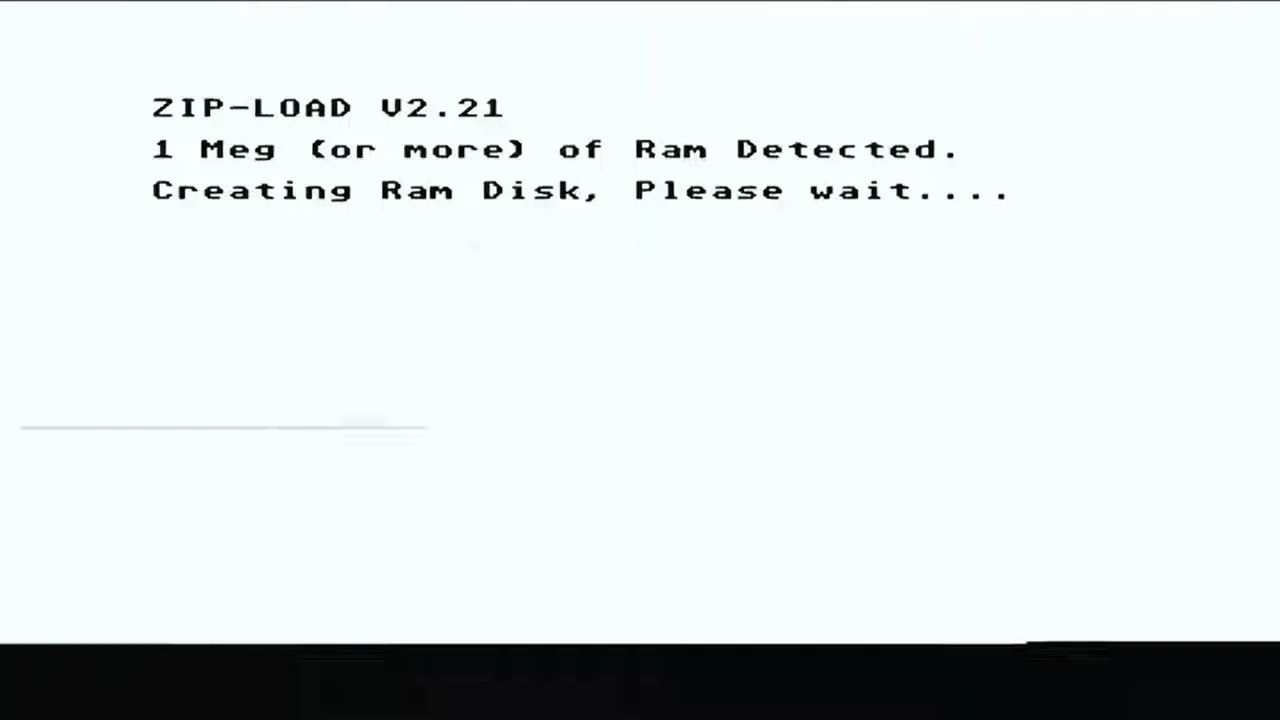 ZIP-LOAD V2.21
1 Meg (or more) of Ram Detected.
Creating Ram Disk, Please wait....